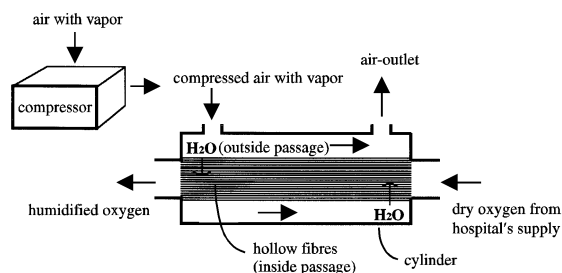 air with vapor
compressor
compressed air with vapor
air-outlet
H2O (outside passage)
humidified oxygen
H2O
dry oxygen from
hospital's supply
hollow fibres
(inside passage)
cylinder